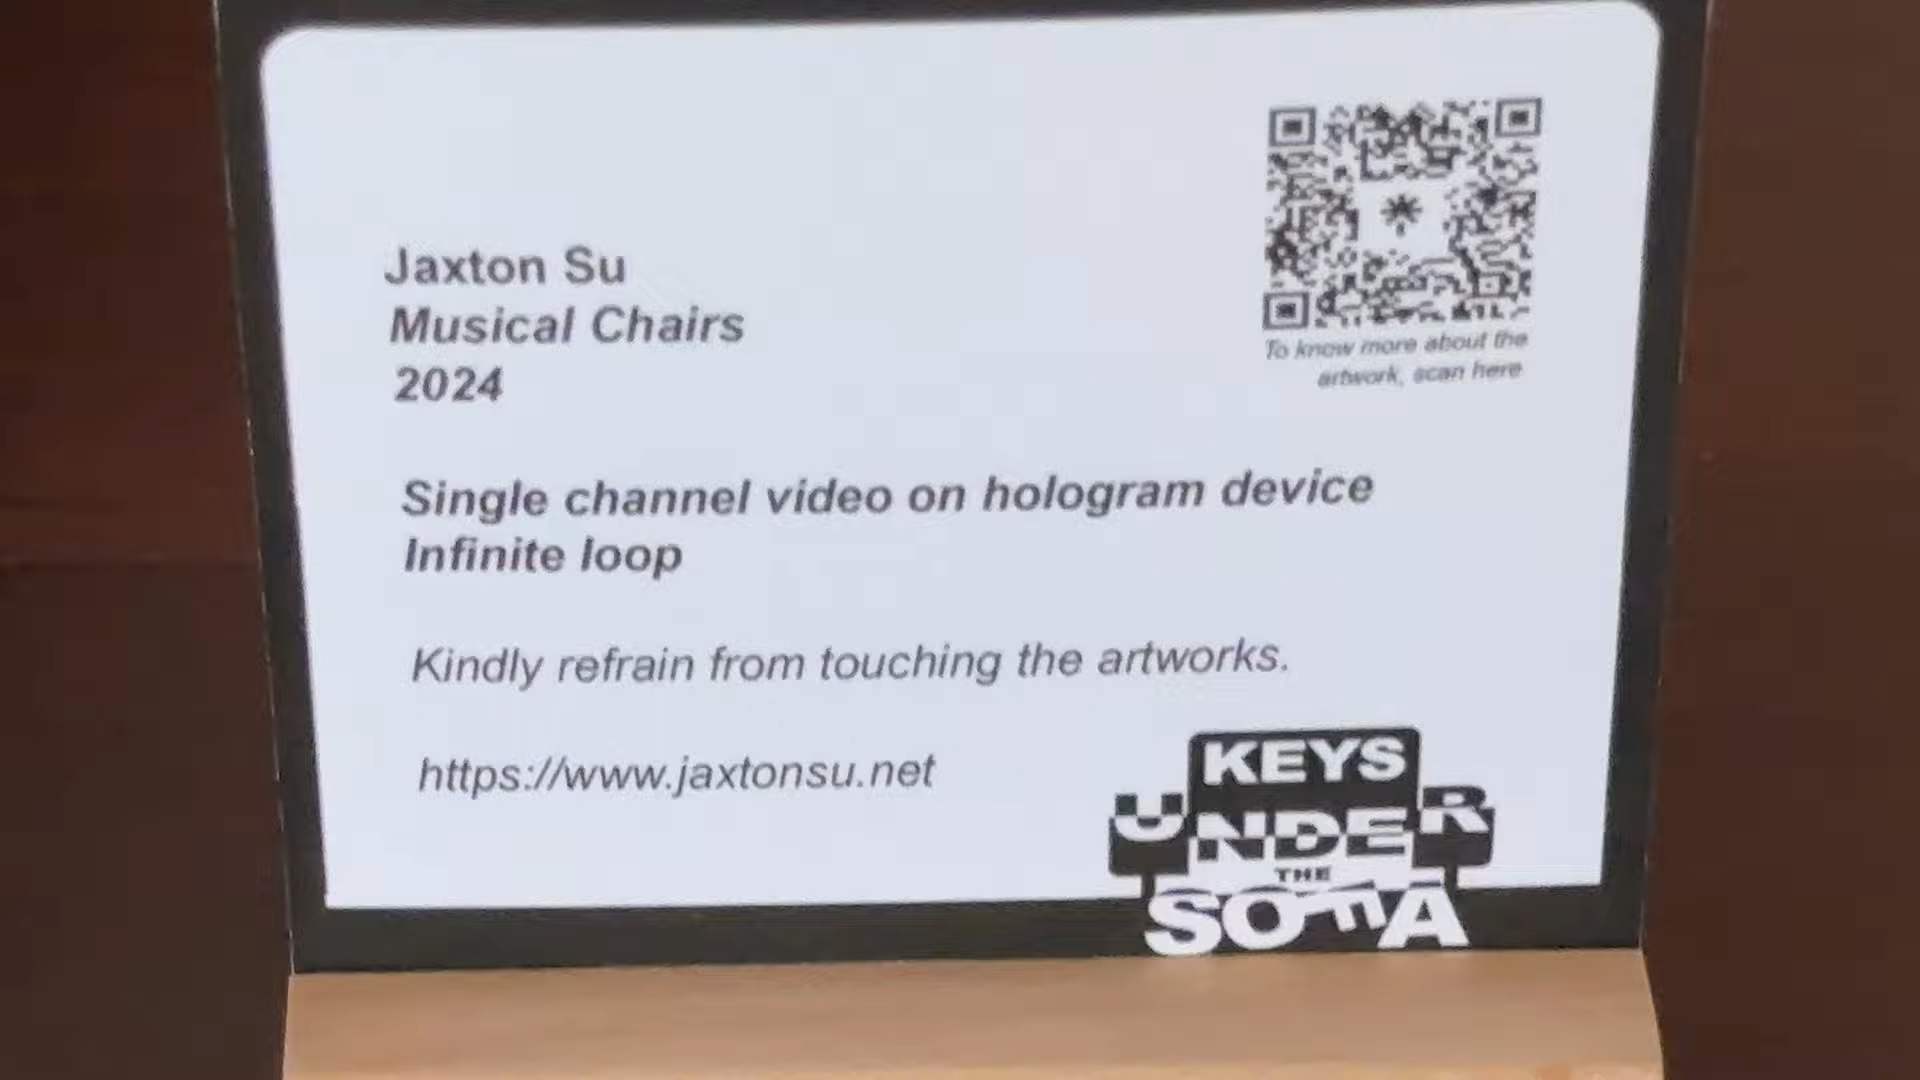 Jaxton Su
Musical Chairs
2024
To know more about the
artwork, scan here
Single channel video on hologram device
Infinite loop
Kindly refrain from touching the artworks.
https://www.jaxtonsu.net
KEYS
UNDER
THE
SOFA